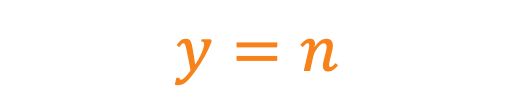 y = n